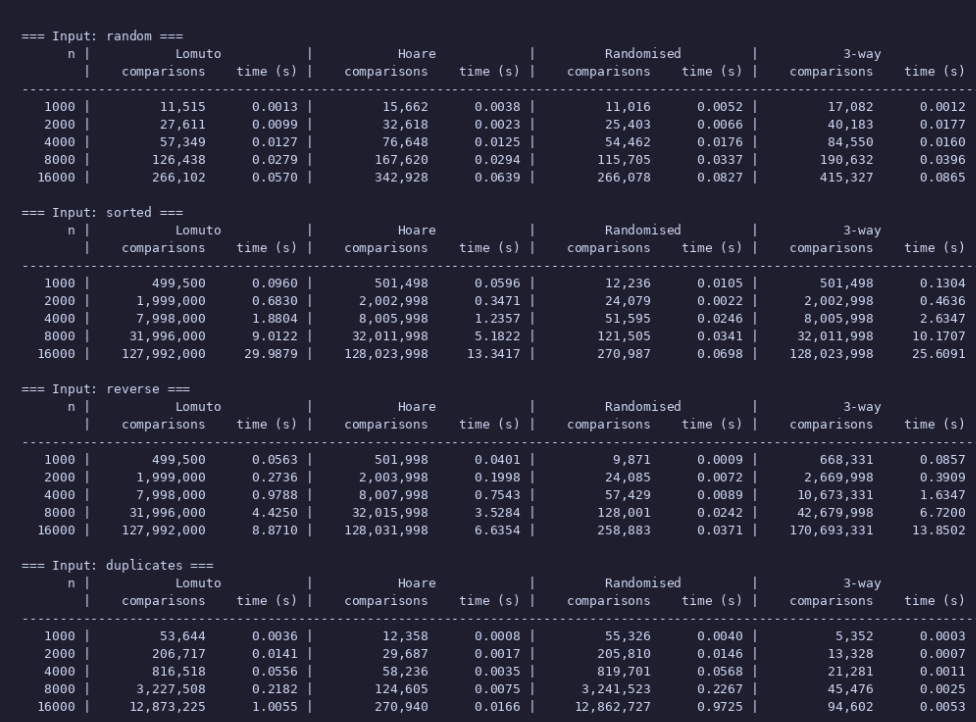 === Input: random ===
n | Lomuto | Hoare | Randomised | 3-way
| comparisons time (s) | comparisons time (s) | comparisons time (s) | comparisons time (s)
--------------------------------------------------------------------------------------------------------------------------
1000 | 11,515 0.0013 | 15,662 0.0038 | 11,016 0.0052 | 17,082 0.0012
2000 | 27,611 0.0099 | 32,618 0.0023 | 25,403 0.0066 | 40,183 0.0177
4000 | 57,349 0.0127 | 76,648 0.0125 | 54,462 0.0176 | 84,550 0.0160
8000 | 126,438 0.0279 | 167,620 0.0294 | 115,705 0.0337 | 190,632 0.0396
16000 | 266,102 0.0570 | 342,928 0.0639 | 266,078 0.0827 | 415,327 0.0865
=== Input: sorted ===
n | Lomuto | Hoare | Randomised | 3-way
| comparisons time (s) | comparisons time (s) | comparisons time (s) | comparisons time (s)
--------------------------------------------------------------------------------------------------------------------------
1000 | 499,500 0.0960 | 501,498 0.0596 | 12,236 0.0105 | 501,498 0.1304
2000 | 1,999,000 0.6830 | 2,002,998 0.3471 | 24,079 0.0022 | 2,002,998 0.4636
4000 | 7,998,000 1.8804 | 8,005,998 1.2357 | 51,595 0.0246 | 8,005,998 2.6347
8000 | 31,996,000 9.0122 | 32,011,998 5.1822 | 121,505 0.0341 | 32,011,998 10.1707
16000 | 127,992,000 29.9879 | 128,023,998 13.3417 | 270,987 0.0698 | 128,023,998 25.6091
=== Input: reverse ===
n | Lomuto | Hoare | Randomised | 3-way
| comparisons time (s) | comparisons time (s) | comparisons time (s) | comparisons time (s)
--------------------------------------------------------------------------------------------------------------------------
1000 | 499,500 0.0563 | 501,998 0.0401 | 9,871 0.0009 | 668,331 0.0857
2000 | 1,999,000 0.2736 | 2,003,998 0.1998 | 24,085 0.0072 | 2,669,998 0.3909
4000 | 7,998,000 0.9788 | 8,007,998 0.7543 | 57,429 0.0089 | 10,673,331 1.6347
8000 | 31,996,000 4.4250 | 32,015,998 3.5284 | 128,001 0.0242 | 42,679,998 6.7200
16000 | 127,992,000 8.8710 | 128,031,998 6.6354 | 258,883 0.0371 | 170,693,331 13.8502
=== Input: duplicates ===
n | Lomuto | Hoare | Randomised | 3-way
| comparisons time (s) | comparisons time (s) | comparisons time (s) | comparisons time (s)
--------------------------------------------------------------------------------------------------------------------------
1000 | 53,644 0.0036 | 12,358 0.0008 | 55,326 0.0040 | 5,352 0.0003
2000 | 206,717 0.0141 | 29,687 0.0017 | 205,810 0.0146 | 13,328 0.0007
4000 | 816,518 0.0556 | 58,236 0.0035 | 819,701 0.0568 | 21,281 0.0011
8000 | 3,227,508 0.2182 | 124,605 0.0075 | 3,241,523 0.2267 | 45,476 0.0025
16000 | 12,873,225 1.0055 | 270,940 0.0166 | 12,862,727 0.9725 | 94,602 0.0053